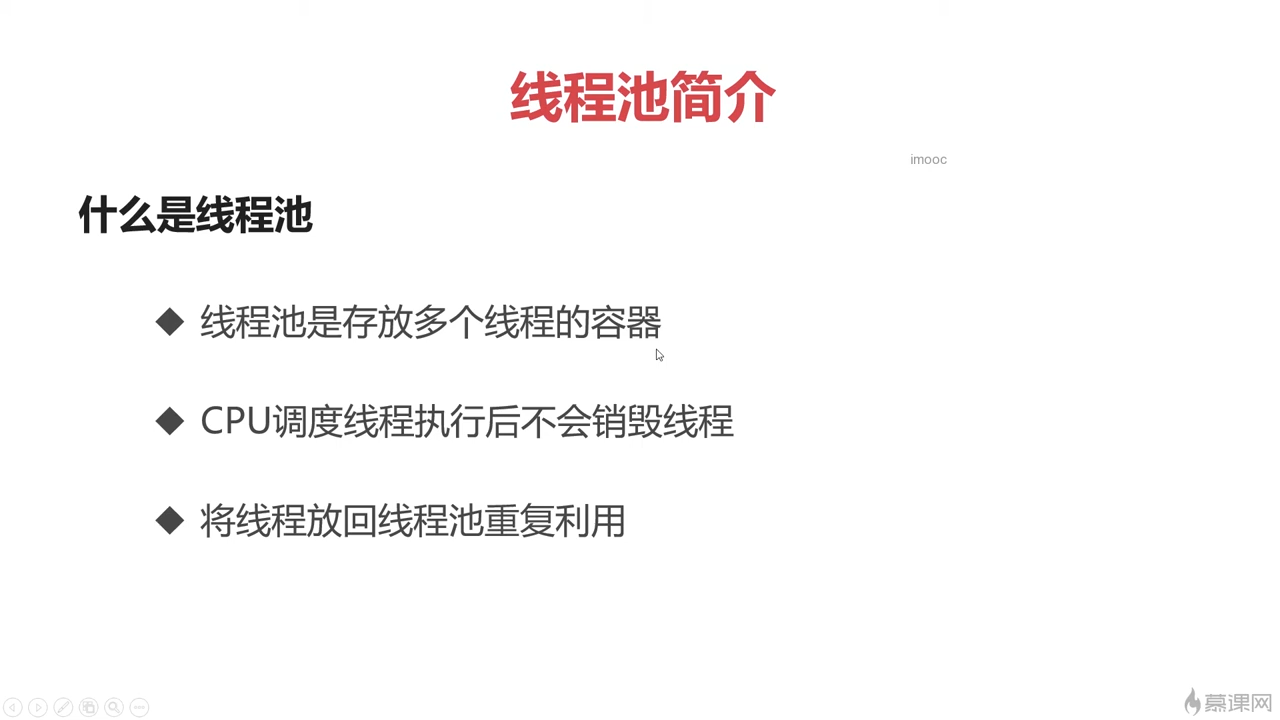 线程池简介
imooc
什么是线程池
◆ 线程池是存放多个线程的容器
◆ CPU调度线程执行后不会销毁线程
◆ 将线程放回线程池重复利用
慕课网